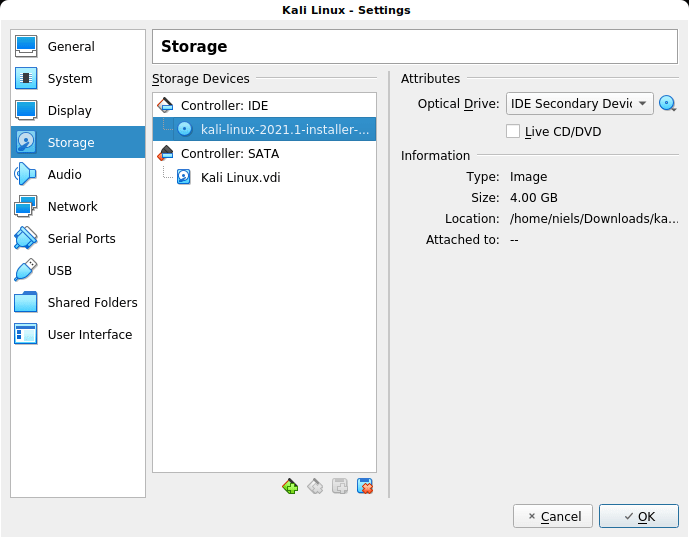 Kali Linux - Settings
General
System
Display
Storage
Audio
Network
Serial Ports
USB
Shared Folders
User Interface
Storage
Storage Devices
Controller: IDE
kali-linux-2021.1-installer-...
Controller: SATA
Kali Linux.vdi
Attributes
Optical Drive: IDE Secondary Devic
Live CD/DVD
Information
Type: Image
Size: 4.00 GB
Location: /home/niels/Downloads/ka...
Attached to: --
Cancel
OK